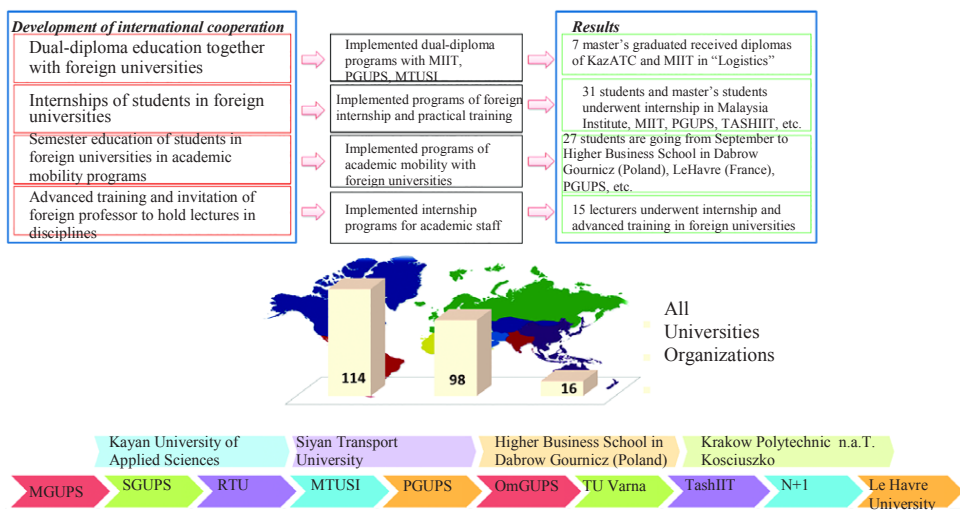 Development of international cooperation
Results
Dual-diploma education together
with foreign universities
Implemented dual-diploma
programs with MIIT,
PGUPS, MTUSI
7 master's graduated received diplomas
of KazATC and MIIT in "Logistics"
Internships of students in foreign
universities
Implemented programs of foreign
internship and practical training
31 students and master's students
underwent internship in Malaysia
Institute, MIIT, PGUPS, TASHIIT, etc.
Semester education of students in
foreign universities in academic
mobility programs
Implemented programs of
academic mobility with
foreign universities
27 students are going from September to
Higher Business School in Dabrow
Gournicz (Poland), LeHavre (France),
PGUPS, etc.
Advanced training and invitation of
foreign professor to hold lectures in
disciplines
Implemented internship
programs for academic staff
15 lecturers underwent internship and
advanced training in foreign universities
114
98
16
All
Universities
Organizations
Kayan University of
Applied Sciences
Siyan Transport
University
Higher Business School in
Dabrow Gournicz (Poland)
Krakow Polytechnic n.a.T.
Kosciuszko
MGUPS
SGUPS
RTU
MTUSI
PGUPS
OmGUPS
TU Varna
TashIIT
N+1
Le Havre
University